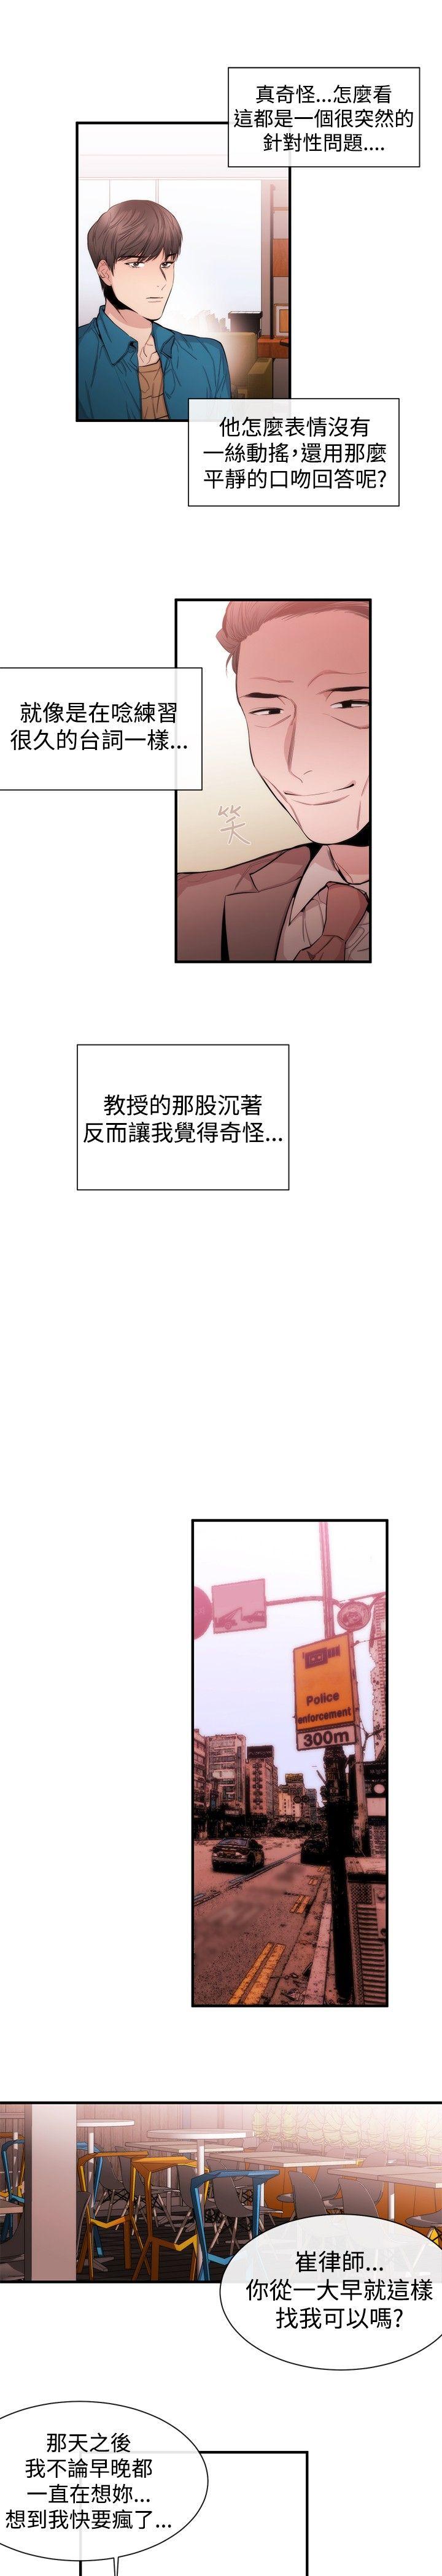 真奇怪...怎麼看
這都是一個很突然的
針對性問題....
他怎麼表情沒有
一絲動搖,還用那麼
平靜的口吻回答呢?
就像是在唸練習
很久的台詞一樣...
笑
教授的那股沉著
反而讓我覺得奇怪...
Police
enforcement
300m
崔律師...
你從一大早就這樣
找我可以嗎?
那天之後
我不論早晚都
一直在想妳...
想到我快要瘋了...